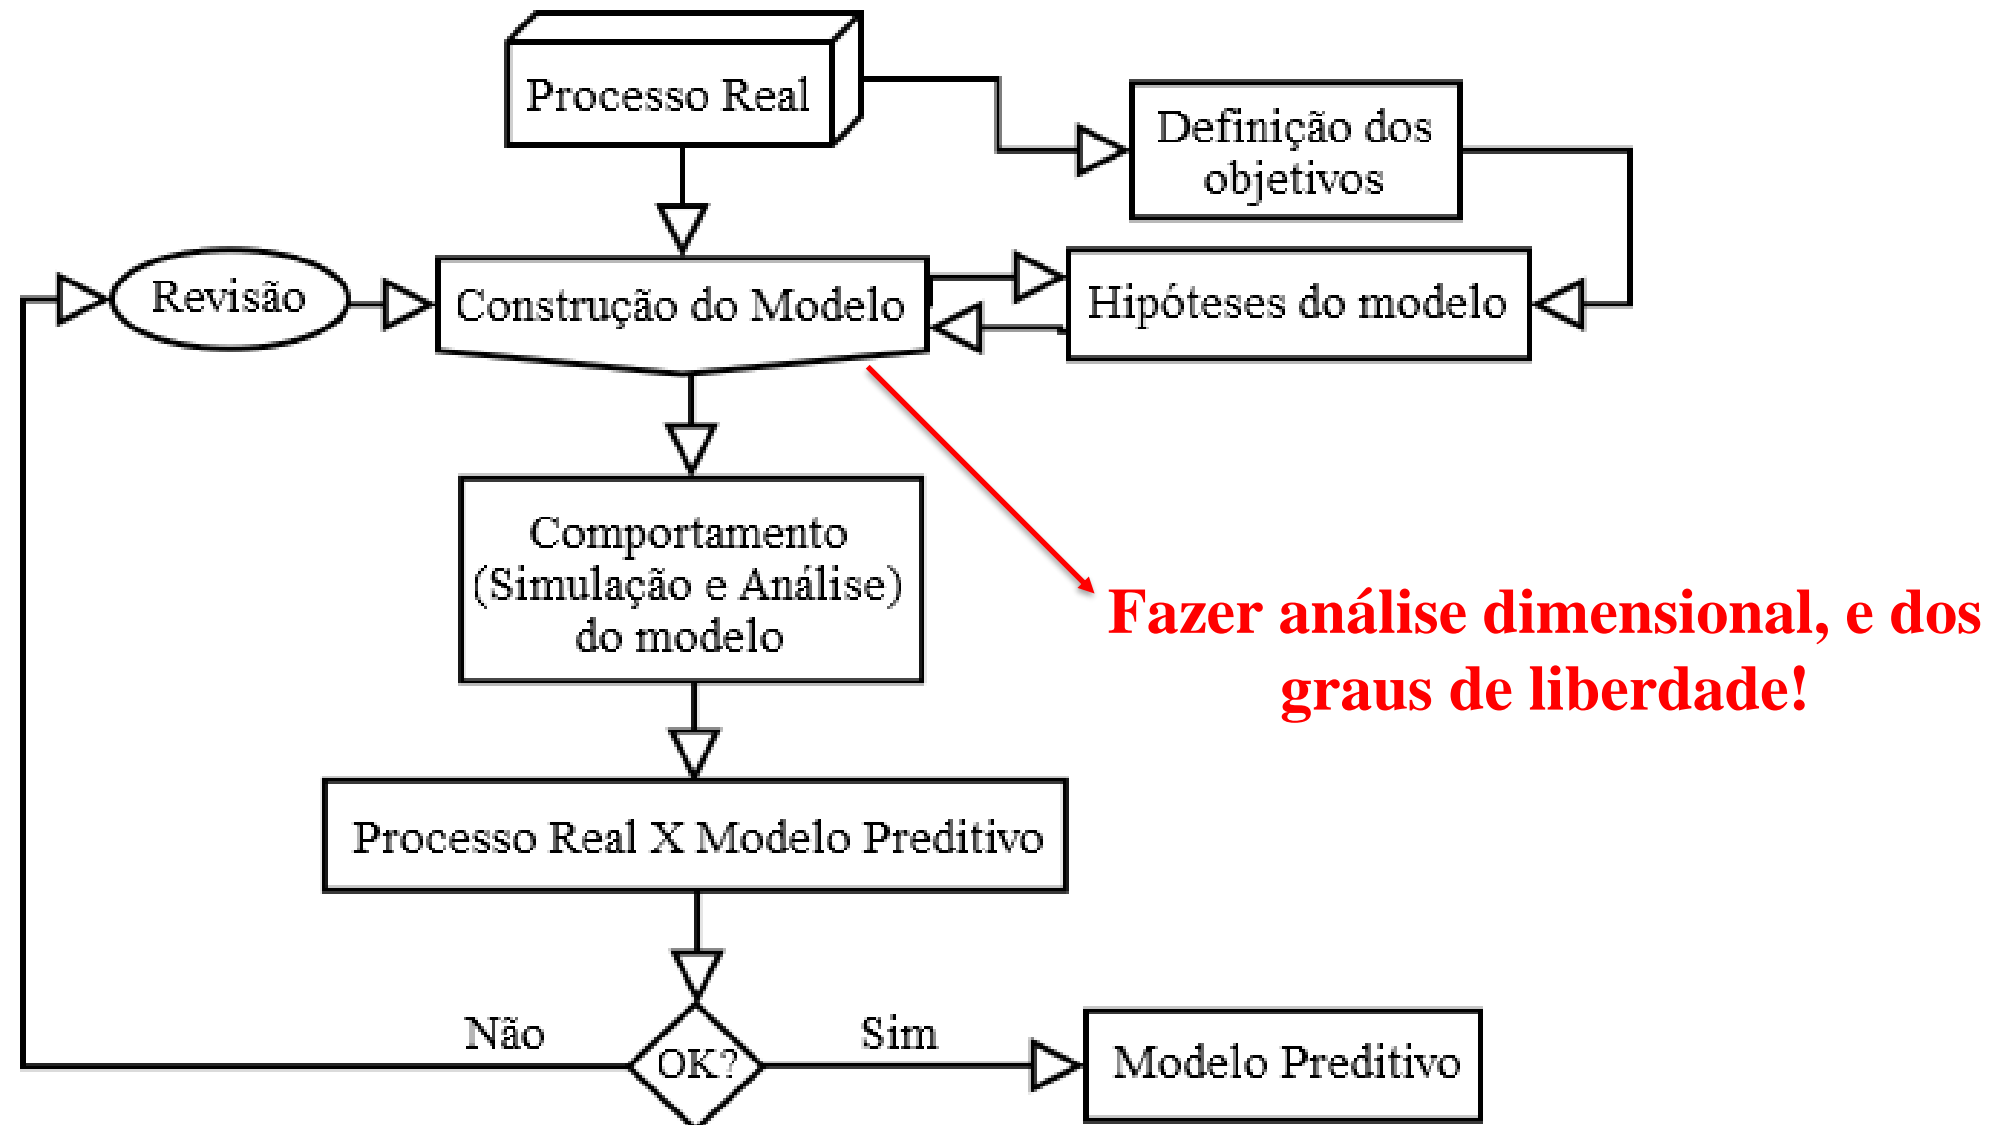 Processo Real
Definição dos
objetivos
Revisão
Construção do Modelo
Hipóteses do modelo
Comportamento
(Simulação e Análise)
do modelo
Fazer análise dimensional, e dos
graus de liberdade!
Processo Real X Modelo Preditivo
Não
OK?
Sim
Modelo Preditivo